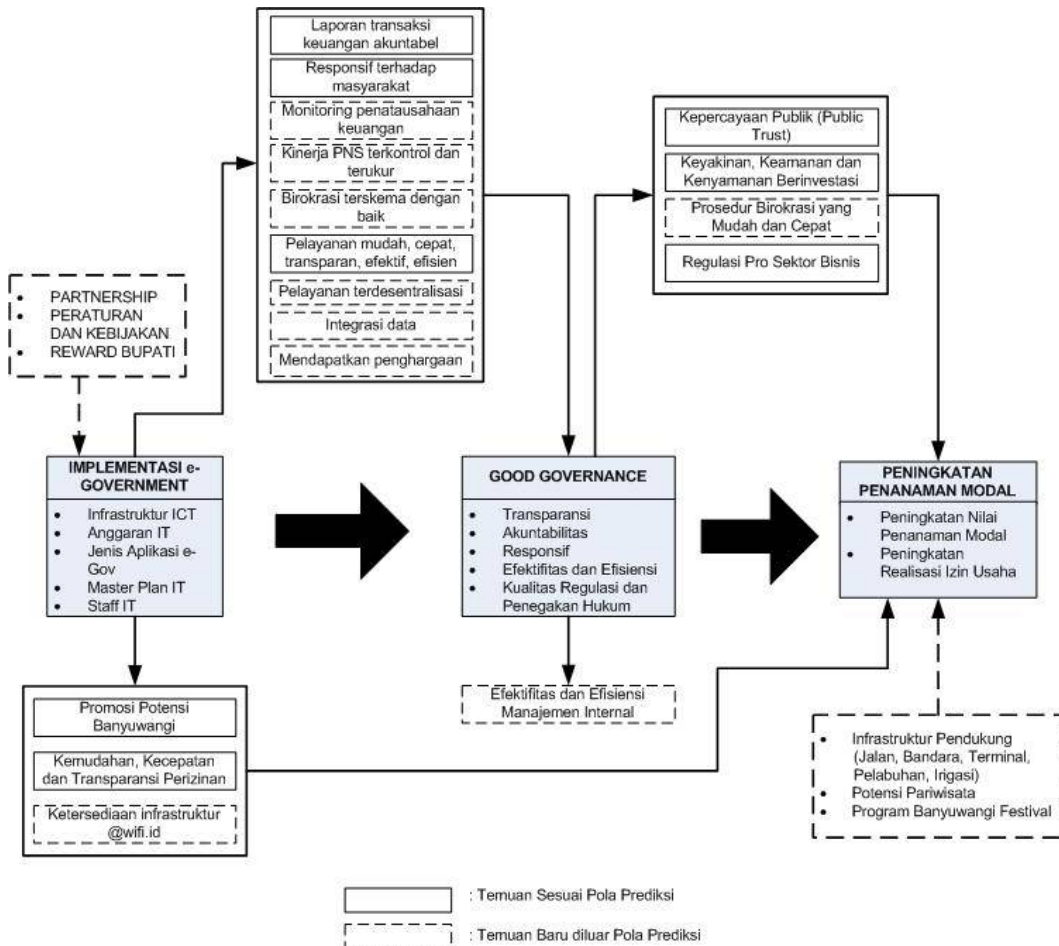 Laporan transaksi
keuangan akuntabel
Responsif terhadap
masyarakat
Monitoring penatausahaan
keuangan
Kinerja PNS terkontrol dan
terukur
Birokrasi terskema dengan
baik
Pelayanan mudah, cepat,
transparan, efektif, efisien
Pelayanan terdesentralisasi
Integrasi data
Mendapatkan penghargaan
Kepercayaan Publik (Public
Trust)
Keyakinan, Keamanan dan
Kenyamanan Berinvestasi
Prosedur Birokrasi yang
Mudah dan Cepat
Regulasi Pro Sektor Bisnis
• PARTNERSHIP
• PERATURAN
DAN KEBIJAKAN
• REWARD BUPATI
IMPLEMENTASI e-
GOVERNMENT
• Infrastruktur ICT
• Anggaran IT
• Jenis Aplikasi e-
Gov
• Master Plan IT
• Staff IT
GOOD GOVERNANCE
• Transparansi
• Akuntabilitas
• Responsif
• Efektifitas dan Efisiensi
• Kualitas Regulasi dan
Penegakan Hukum
PENINGKATAN
PENANAMAN MODAL
• Peningkatan Nilai
Penanaman Modal
• Peningkatan
Realisasi Izin Usaha
Promosi Potensi
Banyuwangi
Kemudahan, Kecepatan
dan Transparansi Perizinan
Ketersediaan infrastruktur
@wifi.id
Efektifitas dan Efisiensi
Manajemen Internal
• Infrastruktur Pendukung
(Jalan, Bandara, Terminal,
Pelabuhan, Irigasi)
• Potensi Pariwisata
• Program Banyuwangi Festival
: Temuan Sesuai Pola Prediksi
: Temuan Baru diluar Pola Prediksi